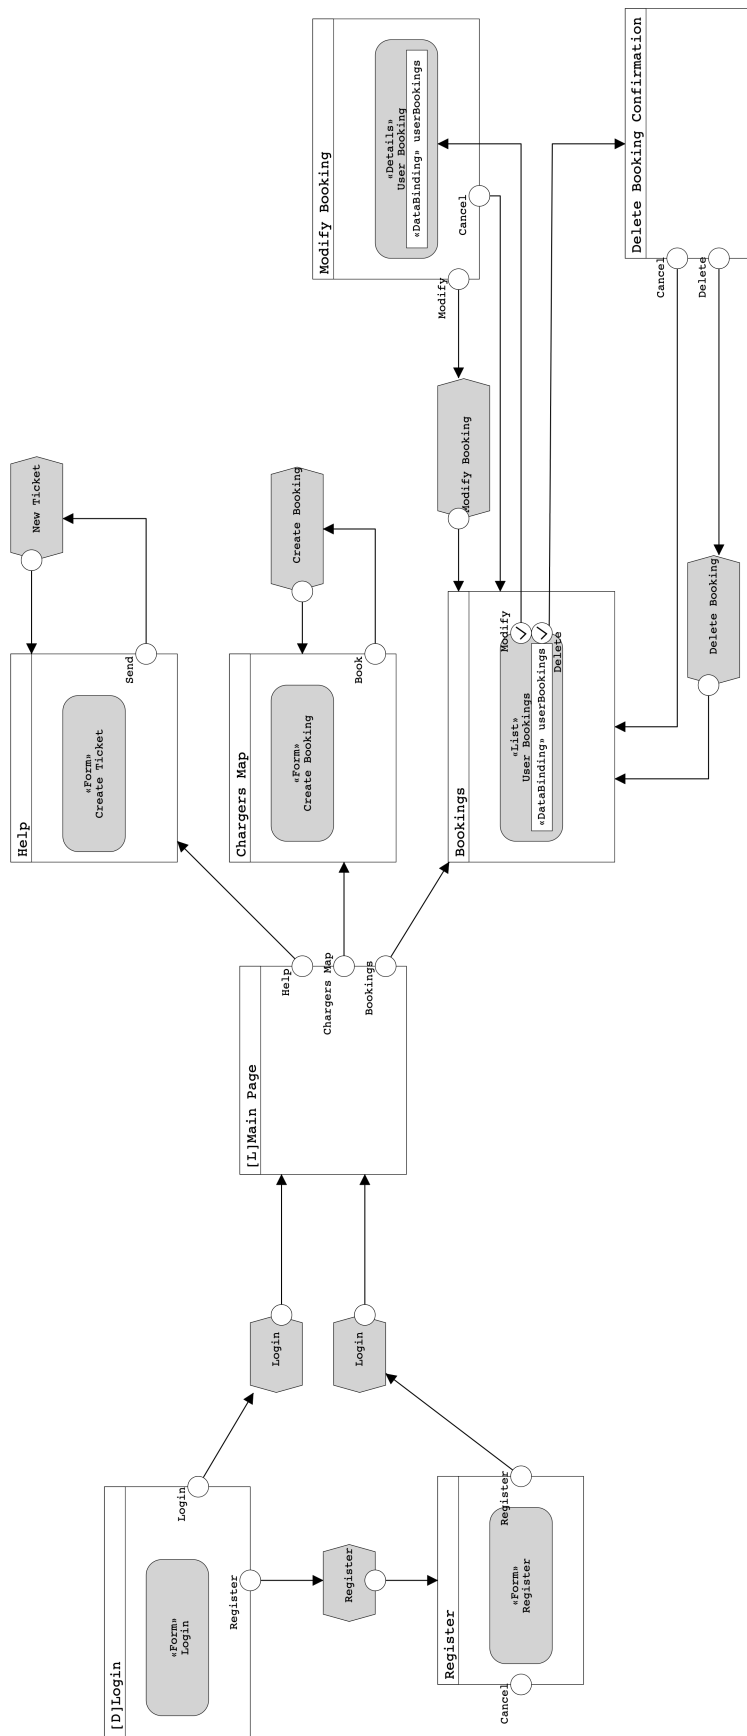 [D]Login
«Form»
Login
Login
Register
Register
Register
«Form»
Register
Register
Cancel
Login
Login
[L]Main Page
Help
Chargers Map
Bookings
Help
«Form»
Create Ticket
Send
New Ticket
Chargers Map
«Form»
Create Booking
Book
Create Booking
Bookings
«List»
User Bookings
«DataBinding» userBookings
Modify
Delete
Modify Booking
Modify Booking
«Details»
User Booking
«DataBinding» userBookings
Modify
Cancel
Delete Booking Confirmation
Cancel
Delete
Delete Booking